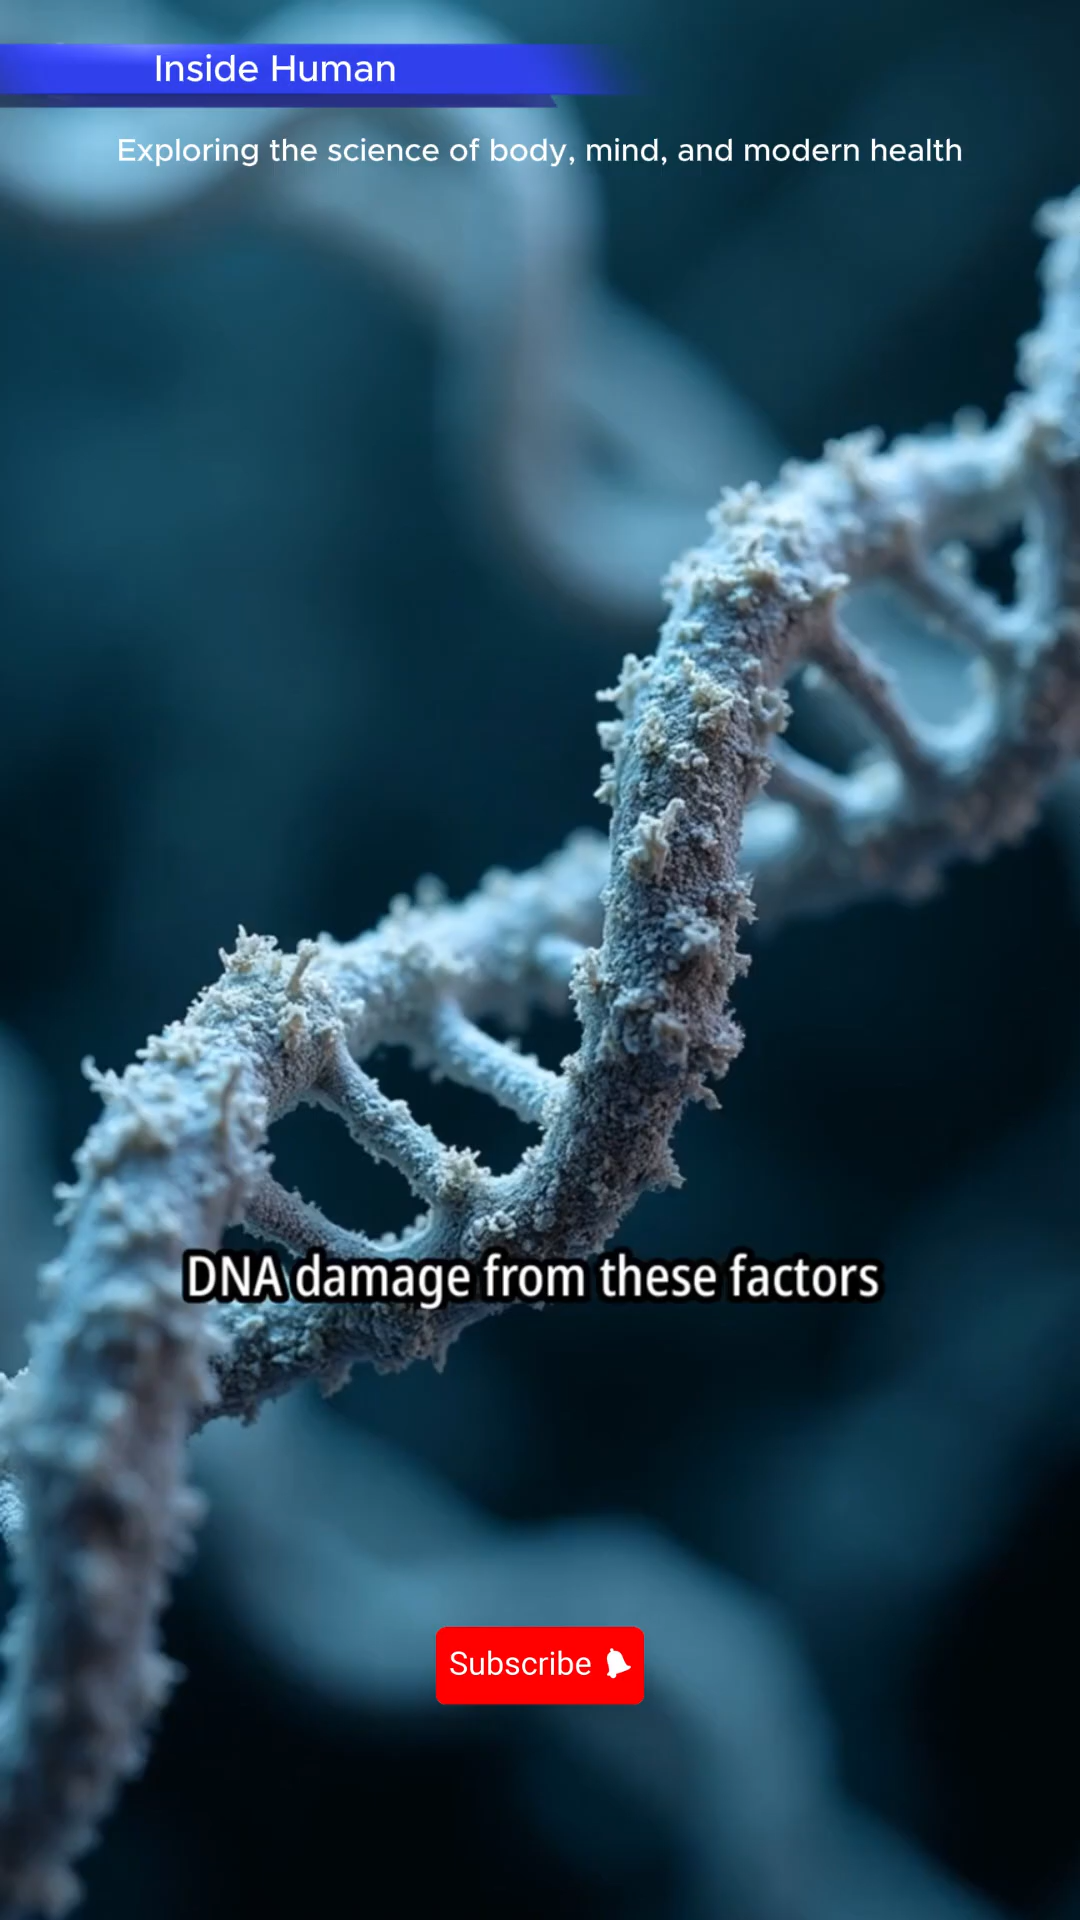 Inside Human
Exploring the science of body, mind, and modern health
DNA damage from these factors
Subscribe